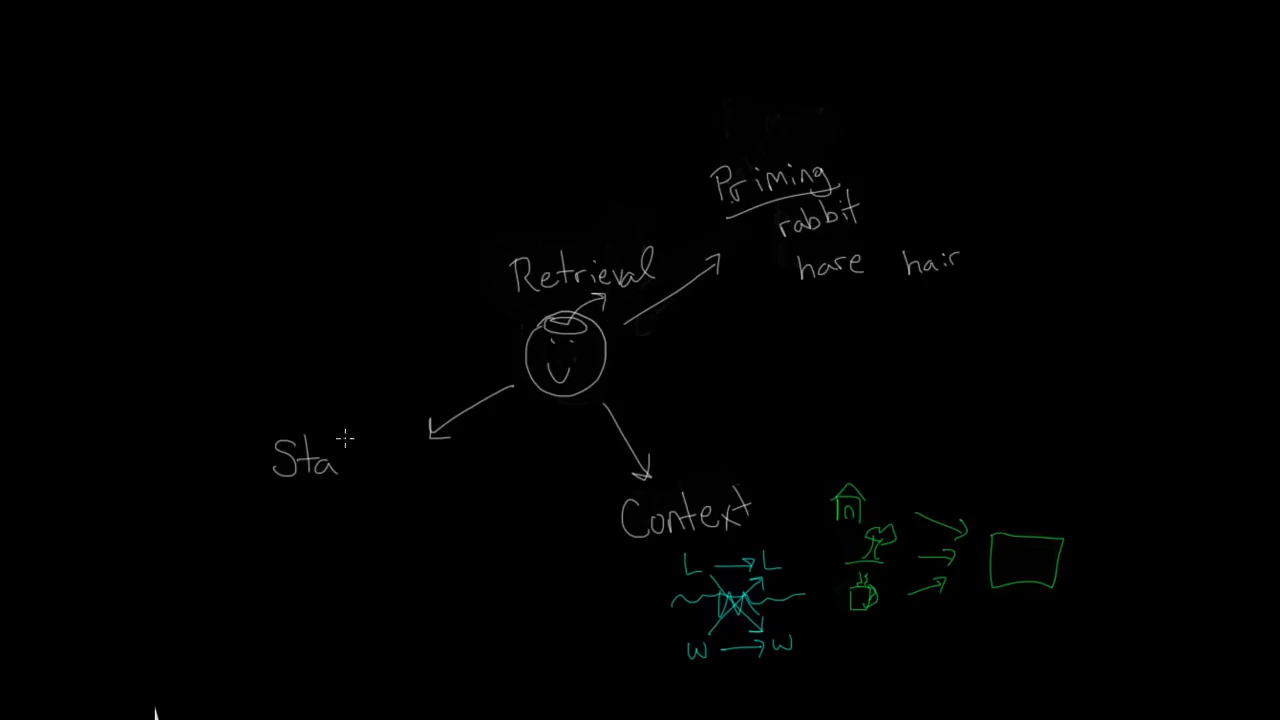 Priming
rabbit
hare hair
Retrieval
Sta
Context
L L
W W